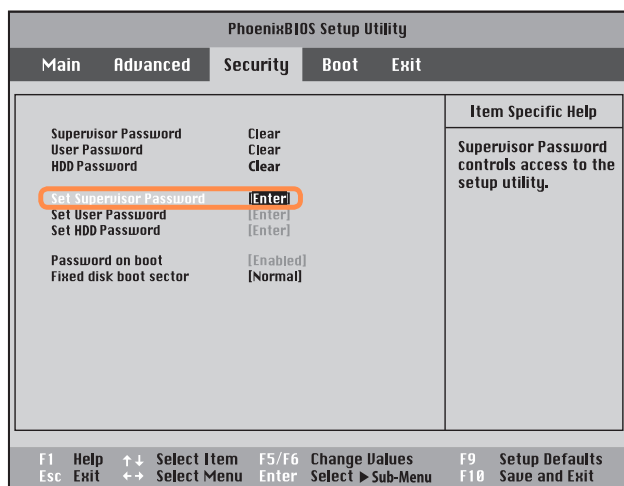 PhoenixBIOS Setup Utility
Main Advanced Security Boot Exit
Item Specific Help
Supervisor Password Clear
User Password Clear
HDD Password Clear
Supervisor Password
controls access to the
setup utility.
Set Supervisor Password [Enter]
Set User Password [Enter]
Set HDD Password [Enter]
Password on boot [Enabled]
Fixed disk boot sector [Normal]
F1 Help ↑↓ Select Item F5/F6 Change Values F9 Setup Defaults
Esc Exit ←→ Select Menu Enter Select ▶ Sub-Menu F10 Save and Exit